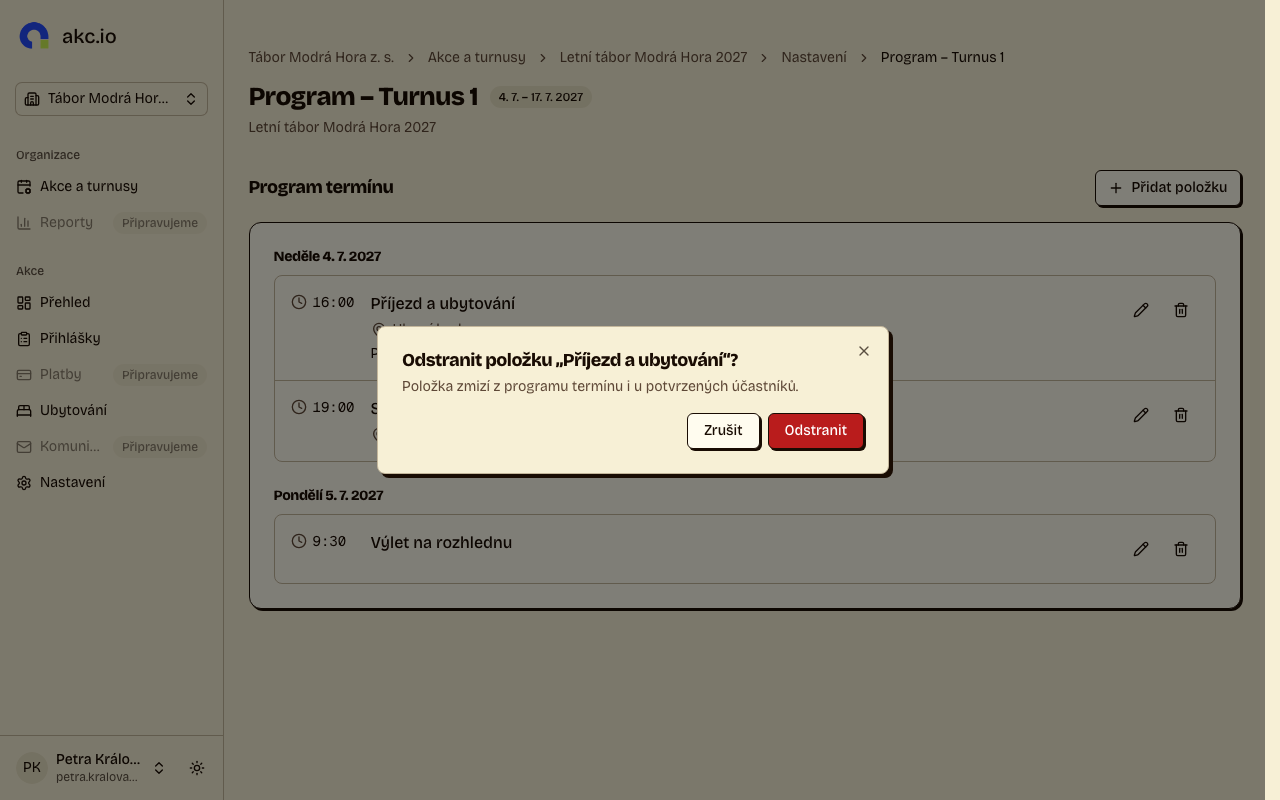 akc.io
Tábor Modrá Hor...
Organizace
Akce a turnusy
Reporty Připravujeme
Akce
Přehled
Přihlášky
Platby Připravujeme
Ubytování
Komuni... Připravujeme
Nastavení
PK Petra Králo...
petra.kralova...
Tábor Modrá Hora z. s. > Akce a turnusy > Letní tábor Modrá Hora 2027 > Nastavení > Program – Turnus 1
Program – Turnus 1 4. 7. – 17. 7. 2027
Letní tábor Modrá Hora 2027
Program termínu
Přidat položku
Neděle 4. 7. 2027
16:00 Příjezd a ubytování
Odstranit položku „Příjezd a ubytování“?
Položka zmizí z programu termínu i u potvrzených účastníků.
Zrušit Odstranit
19:00
Pondělí 5. 7. 2027
9:30 Výlet na rozhlednu